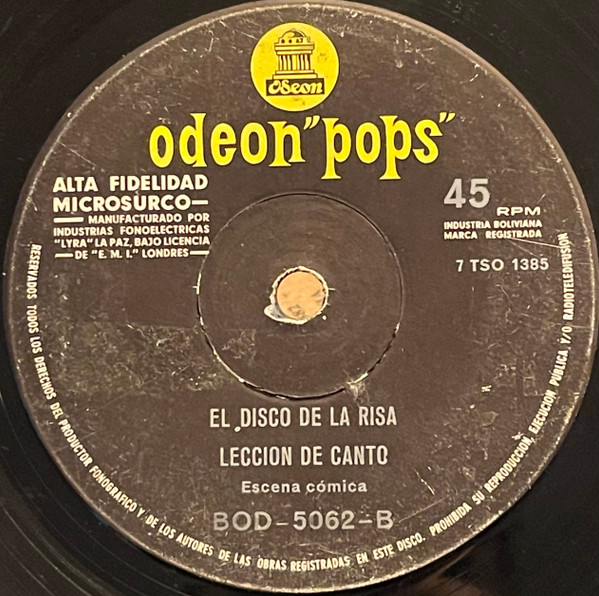 Odeon
odeon "pops"
ALTA FIDELIDAD
MICROSURCO
MANUFACTURADO POR
INDUSTRIAS FONOELECTRICAS
"LYRA" LA PAZ, BAJO LICENCIA
DE "E. M. I." LONDRES
45 RPM
INDUSTRIA BOLIVIANA
MARCA REGISTRADA
7 TSO 1385
EL DISCO DE LA RISA
LECCION DE CANTO
Escena cómica
BOD-5062-B
RESERVADOS TODOS LOS DERECHOS DEL PRODUCTOR FONOGRAFICO Y DE LOS AUTORES DE LAS OBRAS REGISTRADAS EN ESTE DISCO. PROHIBIDA SU REPRODUCCION, EJECUCION PUBLICA Y/O RADIOTELEDIFUSION